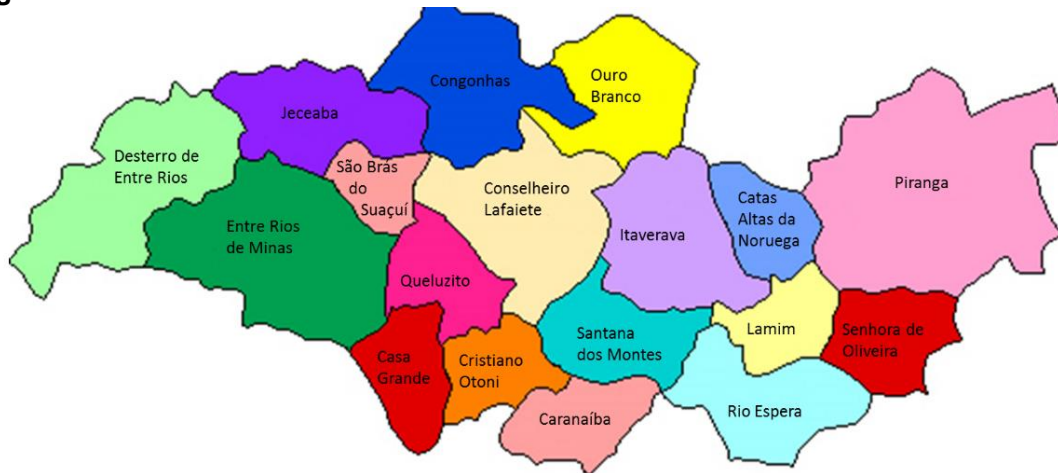 Congonhas
Ouro
Branco
Jeceaba
Desterro de
Entre Rios
São Brás
do
Suaçuí
Conselheiro
Lafaiete
Catas
Altas da
Noruega
Piranga
Entre Rios
de Minas
Itaverava
Queluzito
Santana
dos Montes
Lamim
Senhora de
Oliveira
Casa
Grande
Cristiano
Otoni
Caranaíba
Rio Espera